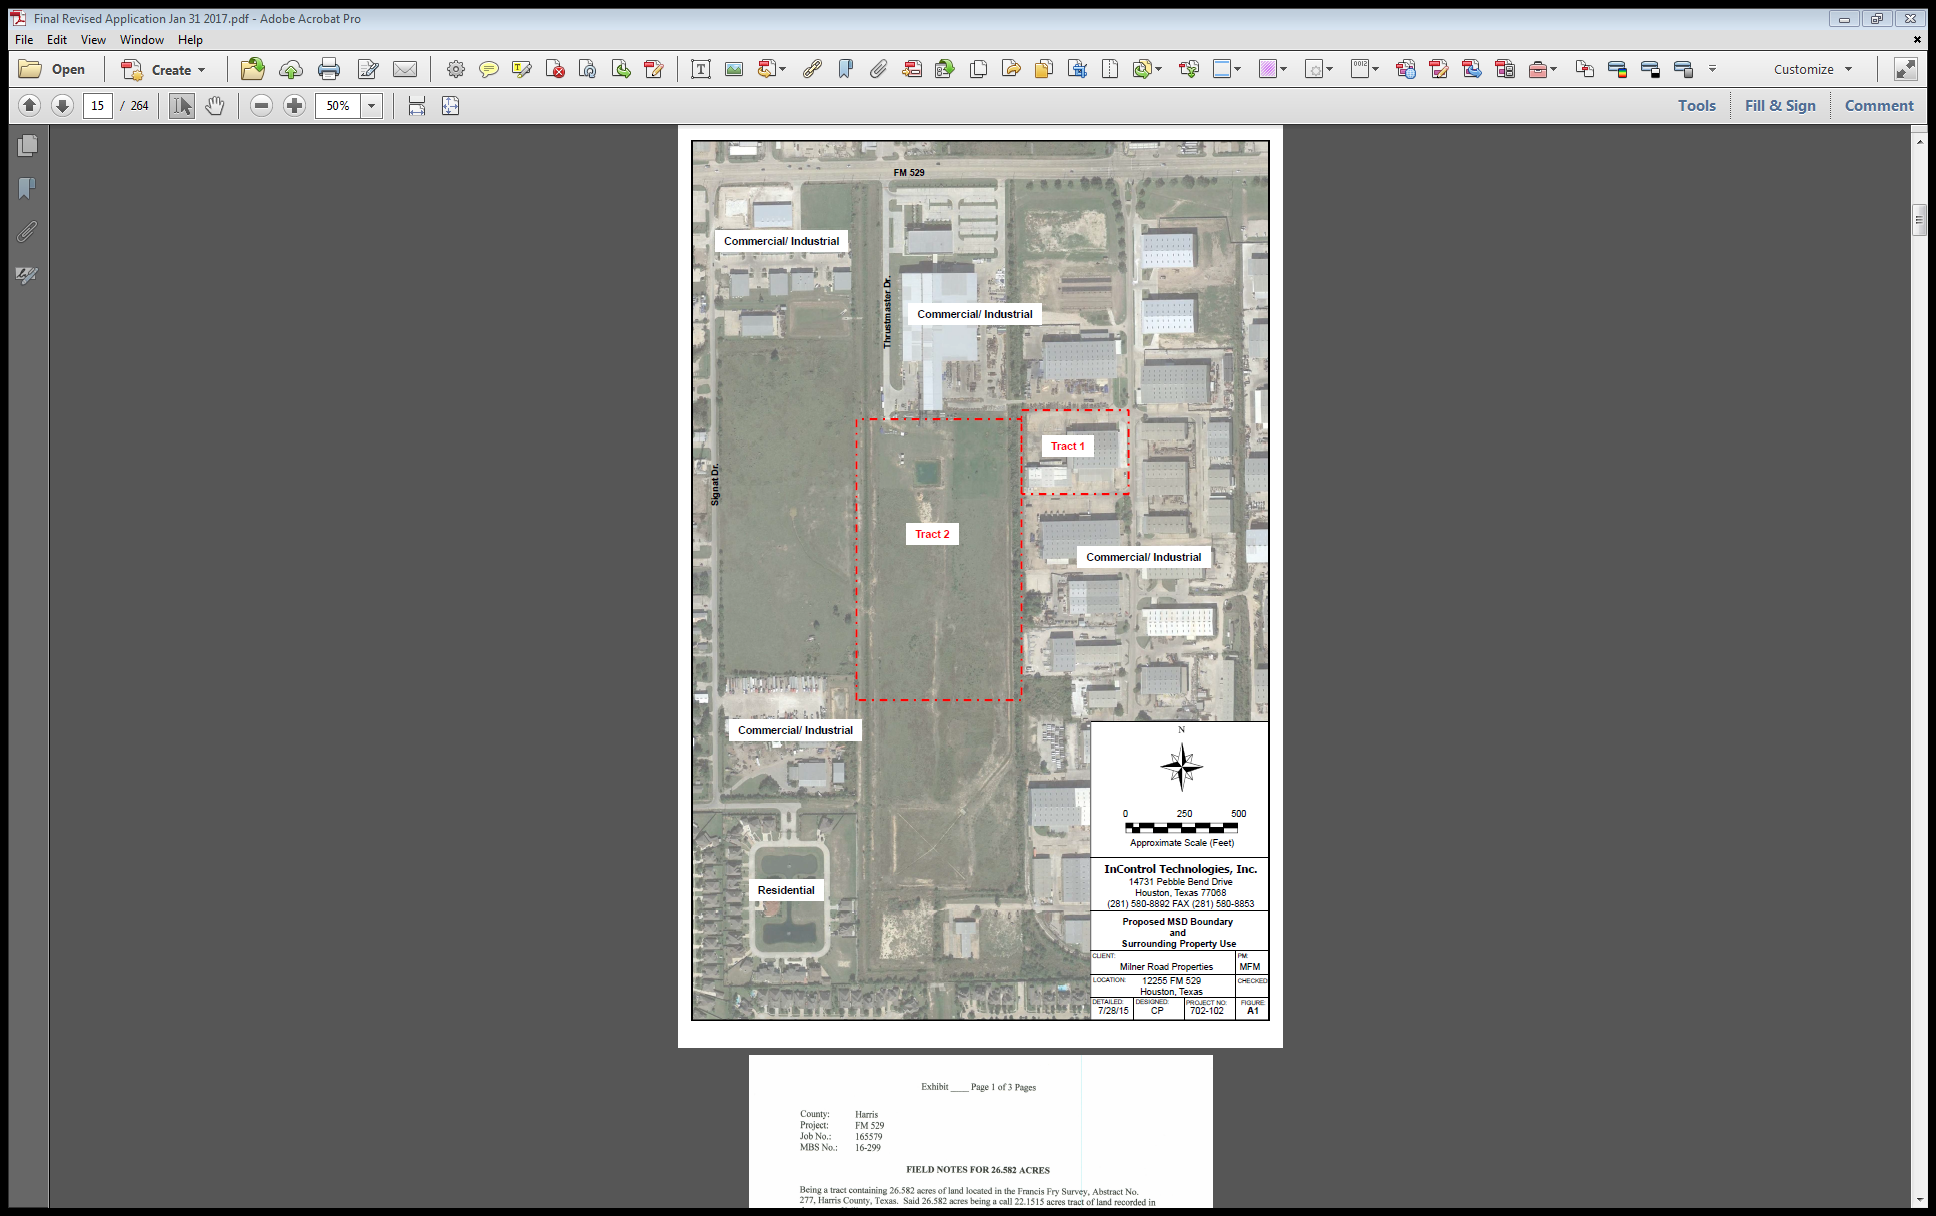 Final Revised Application Jan 31 2017.pdf - Adobe Acrobat Pro
File Edit View Window Help
Open Create Customize
15 / 264 50% Tools Fill & Sign Comment
FM 529
Commercial/ Industrial
Thrustmaster Dr.
Commercial/ Industrial
Tract 1
Signat Dr.
Tract 2
Commercial/ Industrial
Commercial/ Industrial
N
0 250 500
Approximate Scale (Feet)
InControl Technologies, Inc.
14731 Pebble Bend Drive
Houston, Texas 77068
(281) 580-8892 FAX (281) 580-8853
Residential
Proposed MSD Boundary
and
Surrounding Property Use
CLIENT: PM:
Milner Road Properties MFM
LOCATION: 12255 FM 529 CHECKED:
Houston, Texas
DETAILED: DESIGNED: PROJECT NO: FIGURE:
7/28/15 CP 702-102 A1
Exhibit ____ Page 1 of 3 Pages
County: Harris
Project: FM 529
Job No.: 165579
MBS No.: 16-299
FIELD NOTES FOR 26.582 ACRES
Being a tract containing 26.582 acres of land located in the Francis Fry Survey, Abstract No.
277, Harris County, Texas. Said 26.582 acres being a call 22.1515 acres tract of land recorded in